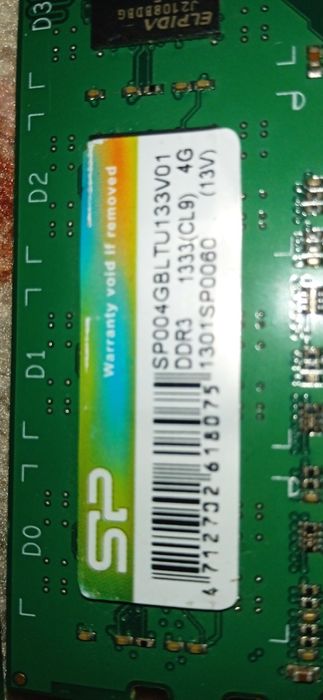 ELPIDA
J2108BDBG
D3
D2
D1
D0
SP
Warranty void if removed
SP004GBLTU133V01
DDR3 1333(CL9) 4G
1301SP0060 (13V)
4 712702 618075